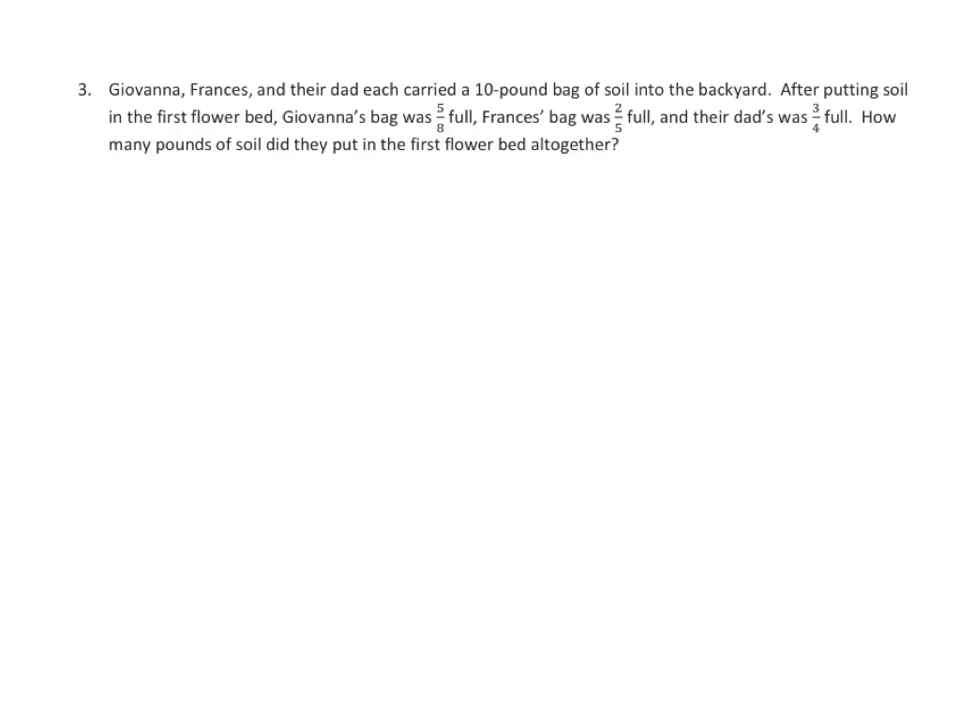 3. Giovanna, Frances, and their dad each carried a 10-pound bag of soil into the backyard. After putting soil
in the first flower bed, Giovanna’s bag was 5/8 full, Frances’ bag was 2/5 full, and their dad’s was 3/4 full. How
many pounds of soil did they put in the first flower bed altogether?